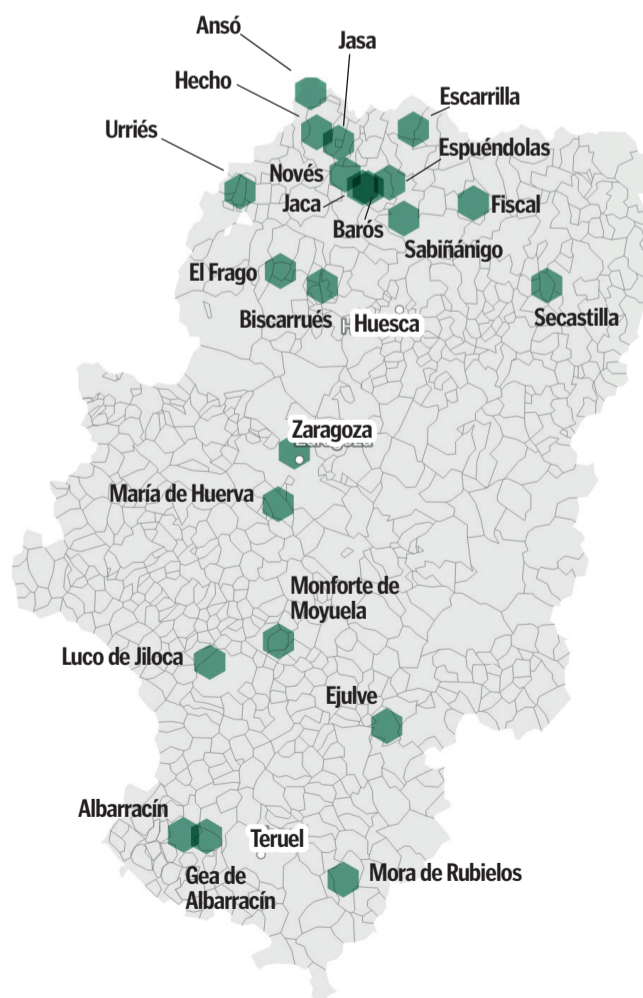 Ansó
Jasa
Hecho
Escarrilla
Urriés
Espuéndolas
Novés
Jaca
Fiscal
Barós
Sabiñánigo
El Frago
Biscarrués
Huesca
Secastilla
Zaragoza
María de Huerva
Monforte de
Moyuela
Luco de Jiloca
Ejulve
Albarracín
Teruel
Gea de
Albarracín
Mora de Rubielos